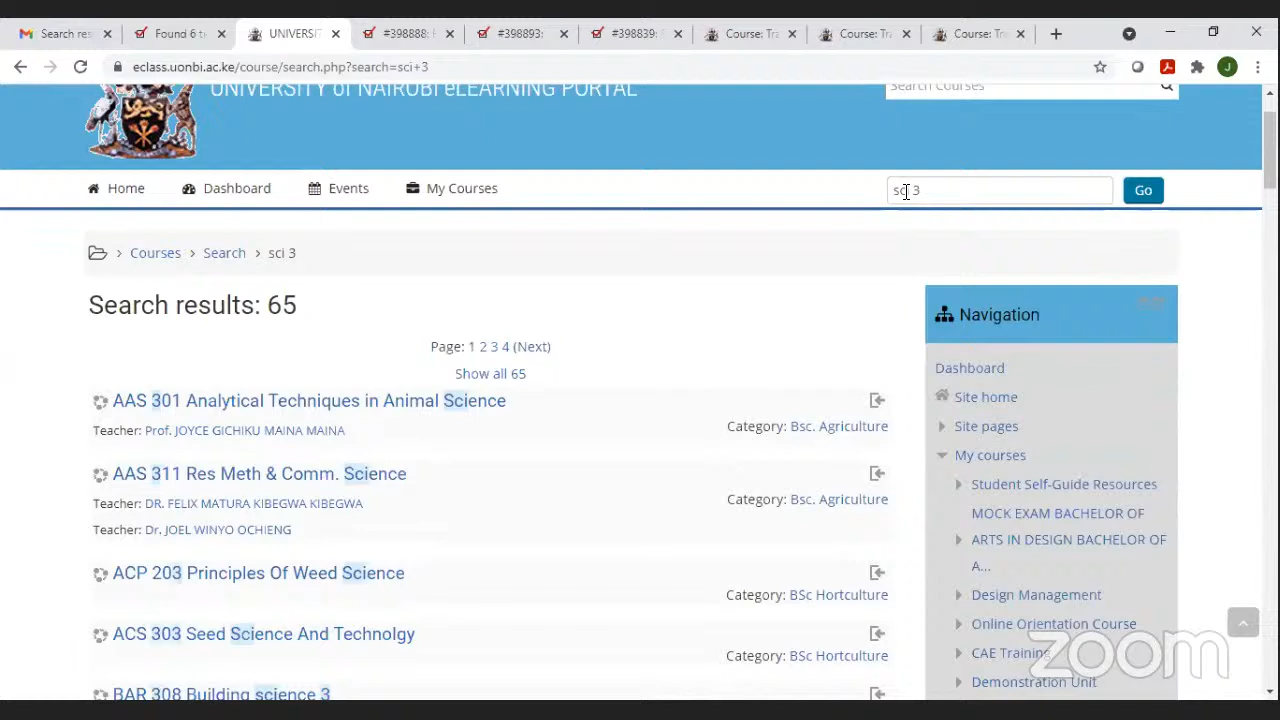 Search res
Found 6 t
UNIVERSI
#398888:
#398893:
#398839:
Course: Tra
Course: Tra
Course: Tra
eclass.uonbi.ac.ke/course/search.php?search=sci+3
J
UNIVERSITY of NAIROBI eLEARNING PORTAL
Search Courses
Home
Dashboard
Events
My Courses
sci 3
Go
Courses
Search
sci 3
Search results: 65
Page: 1 2 3 4 (Next)
Show all 65
AAS 301 Analytical Techniques in Animal Science
Teacher: Prof. JOYCE GICHIKU MAINA MAINA
Category: Bsc. Agriculture
AAS 311 Res Meth & Comm. Science
Teacher: DR. FELIX MATURA KIBEGWA KIBEGWA
Category: Bsc. Agriculture
Teacher: Dr. JOEL WINYO OCHIENG
ACP 203 Principles Of Weed Science
Category: BSc Hortculture
ACS 303 Seed Science And Technolgy
Category: BSc Hortculture
BAR 308 Building science 3
Navigation
Dashboard
Site home
Site pages
My courses
Student Self-Guide Resources
MOCK EXAM BACHELOR OF
ARTS IN DESIGN BACHELOR OF
A...
Design Management
Online Orientation Course
CAE Training
Demonstration Unit
zoom